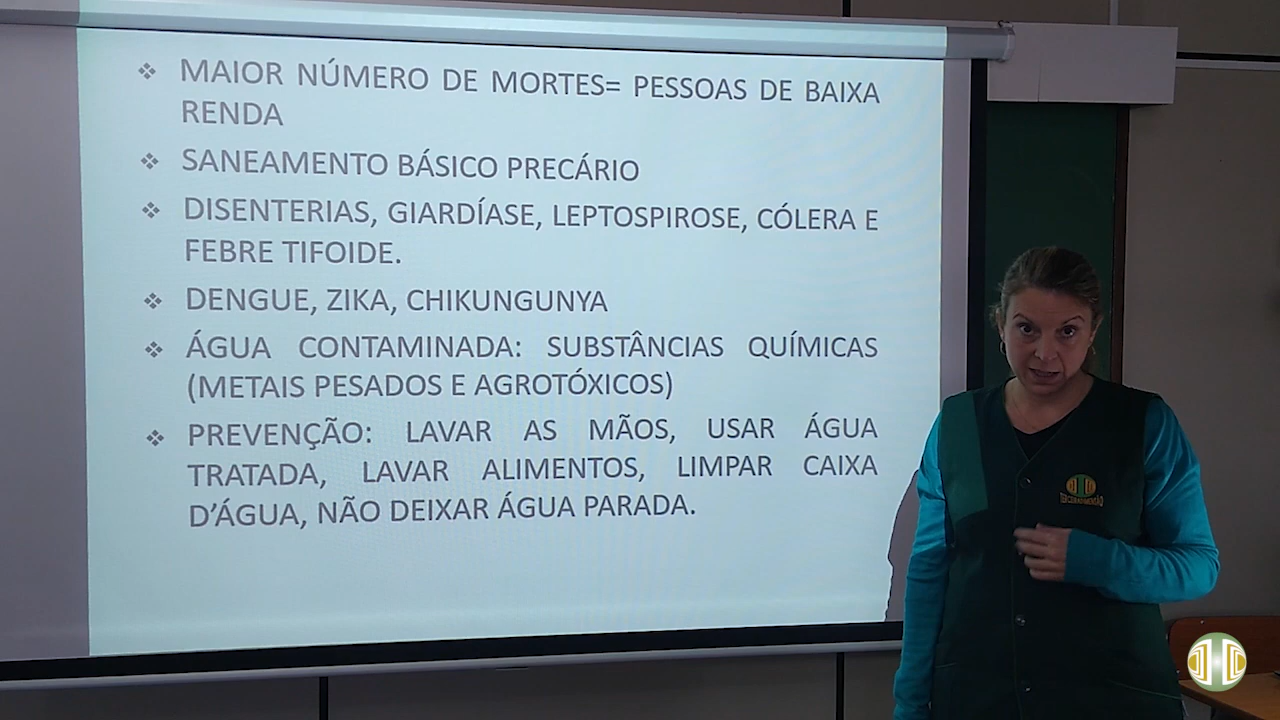 MAIOR NÚMERO DE MORTES= PESSOAS DE BAIXA
RENDA
SANEAMENTO BÁSICO PRECÁRIO
DISENTERIAS, GIARDÍASE, LEPTOSPIROSE, CÓLERA E
FEBRE TIFOIDE.
DENGUE, ZIKA, CHIKUNGUNYA
ÁGUA CONTAMINADA: SUBSTÂNCIAS QUÍMICAS
(METAIS PESADOS E AGROTÓXICOS)
PREVENÇÃO: LAVAR AS MÃOS, USAR ÁGUA
TRATADA, LAVAR ALIMENTOS, LIMPAR CAIXA
D'ÁGUA, NÃO DEIXAR ÁGUA PARADA.